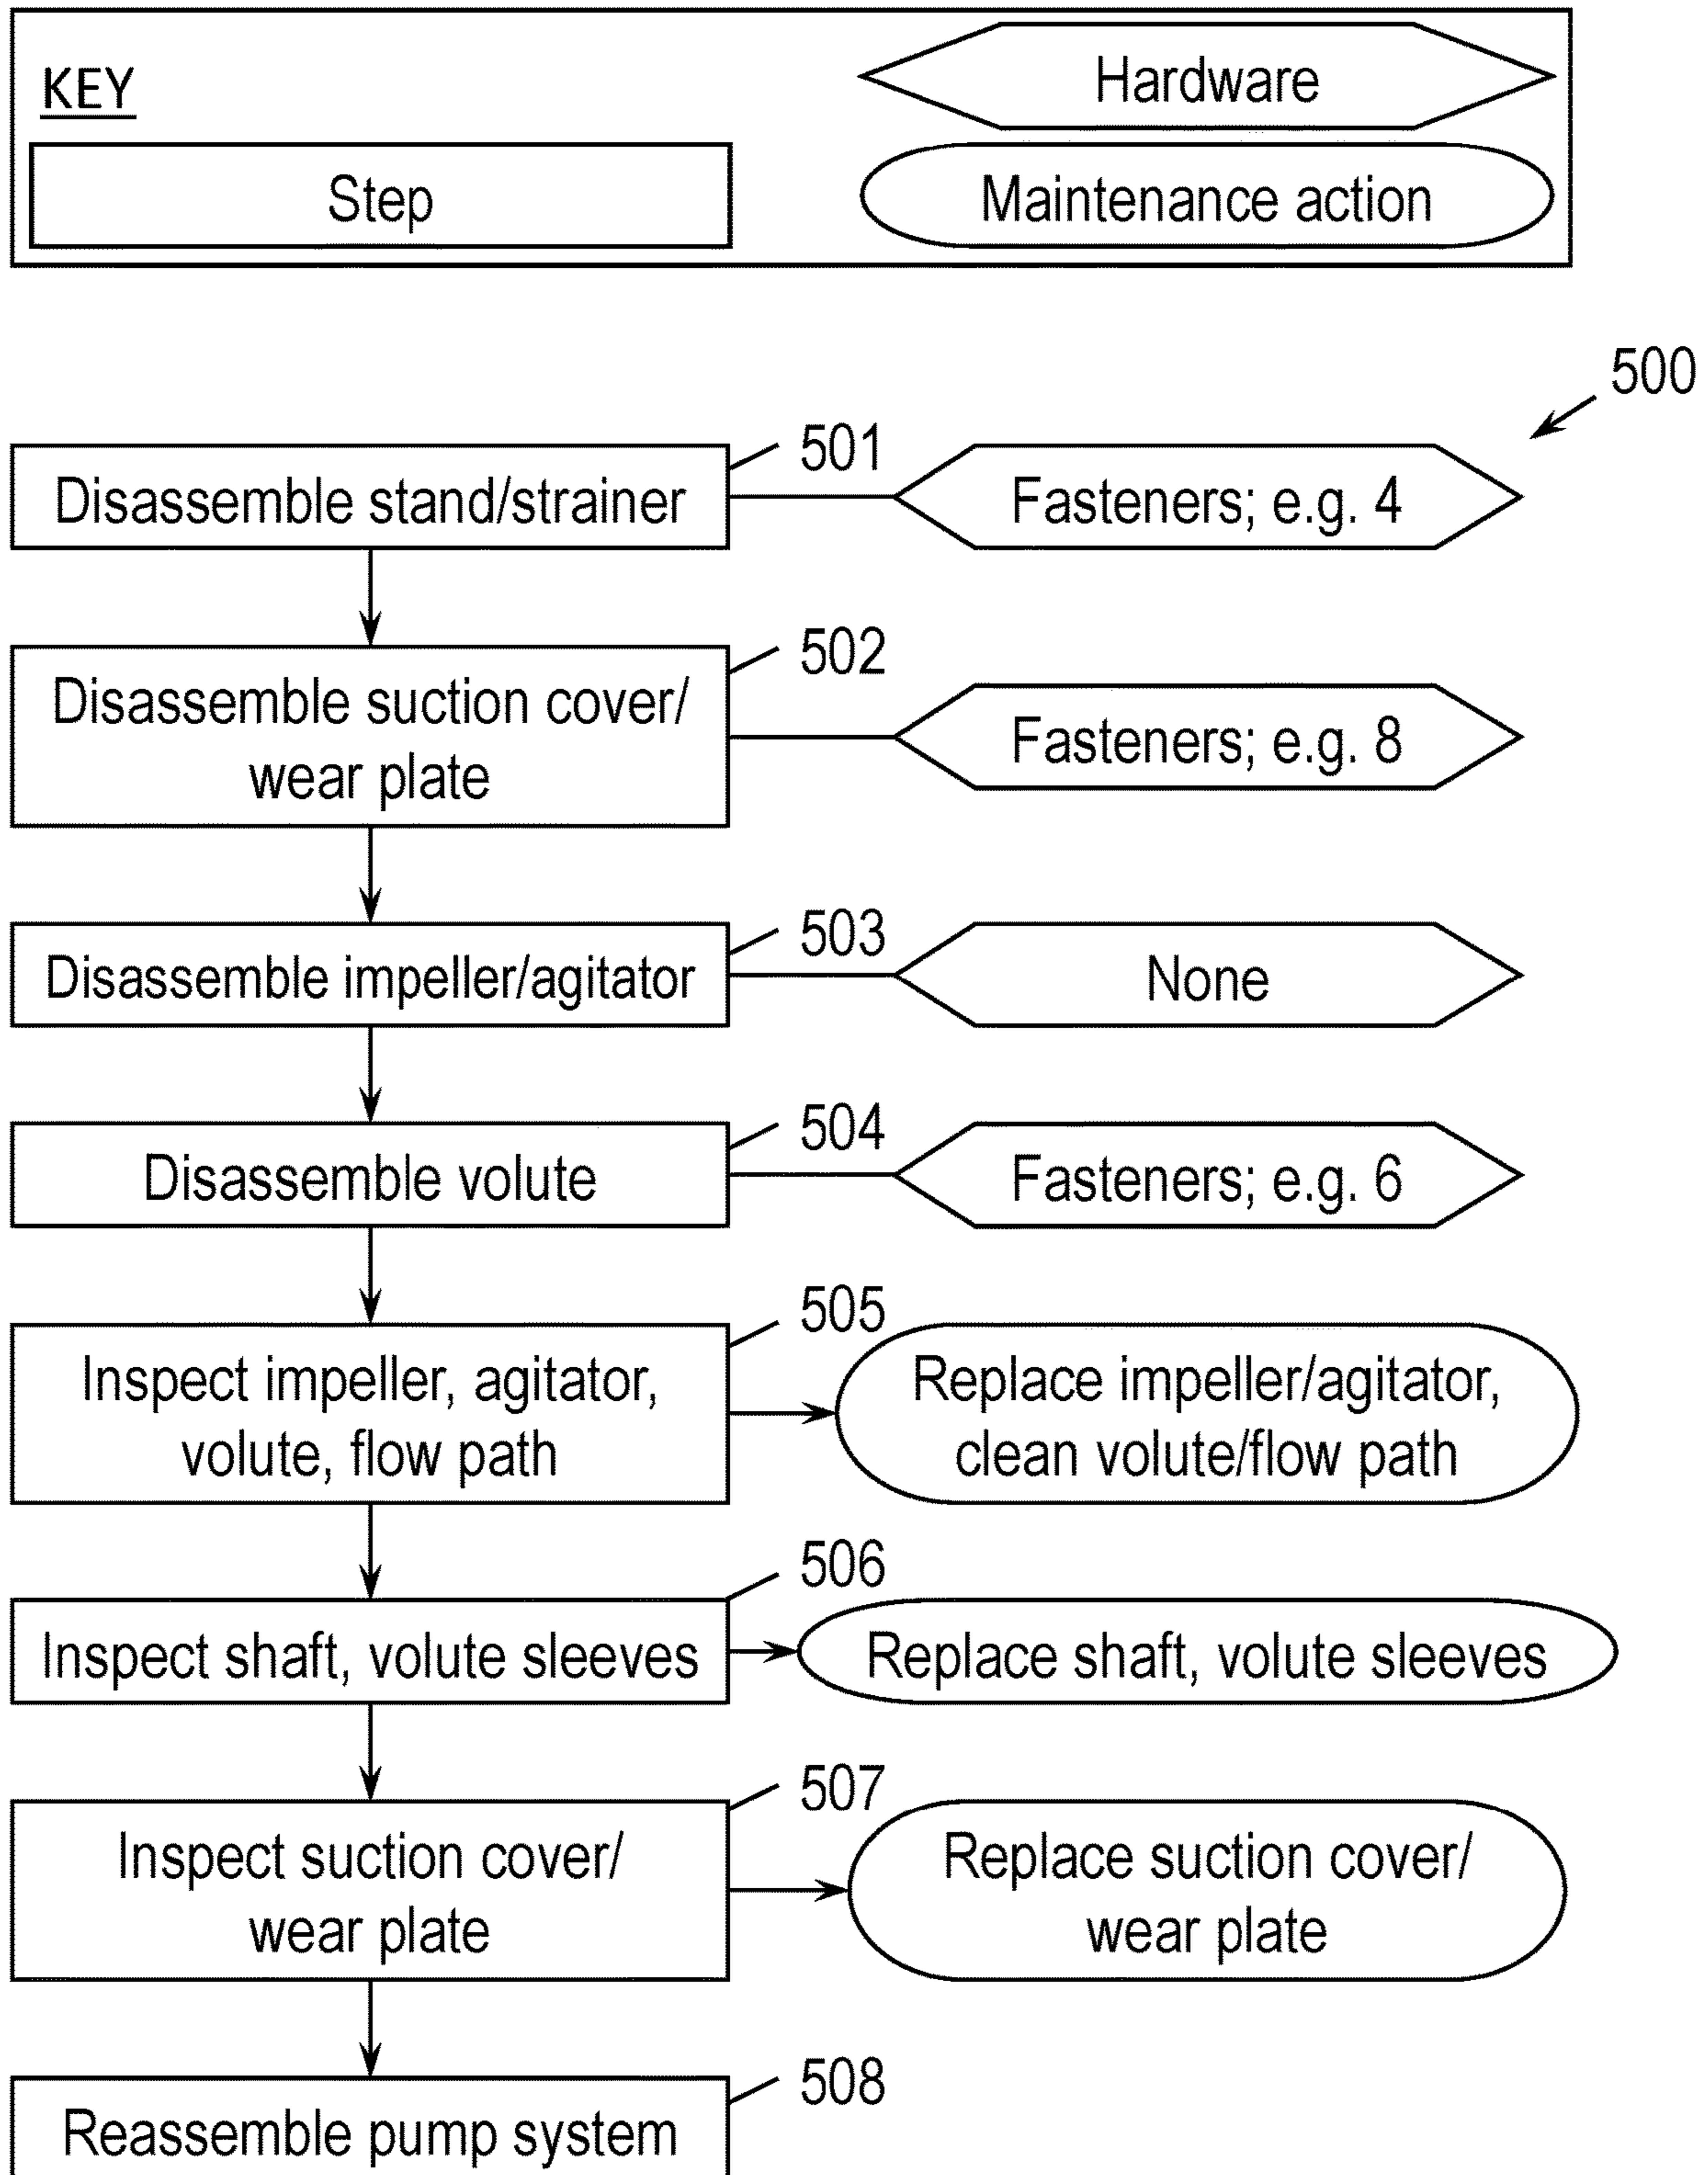 KEY
Hardware
Step
Maintenance action
500
501
Disassemble stand/strainer
Fasteners; e.g. 4
502
Disassemble suction cover/
wear plate
Fasteners; e.g. 8
503
Disassemble impeller/agitator
None
504
Disassemble volute
Fasteners; e.g. 6
505
Inspect impeller, agitator,
volute, flow path
Replace impeller/agitator,
clean volute/flow path
506
Inspect shaft, volute sleeves
Replace shaft, volute sleeves
507
Inspect suction cover/
wear plate
Replace suction cover/
wear plate
508
Reassemble pump system